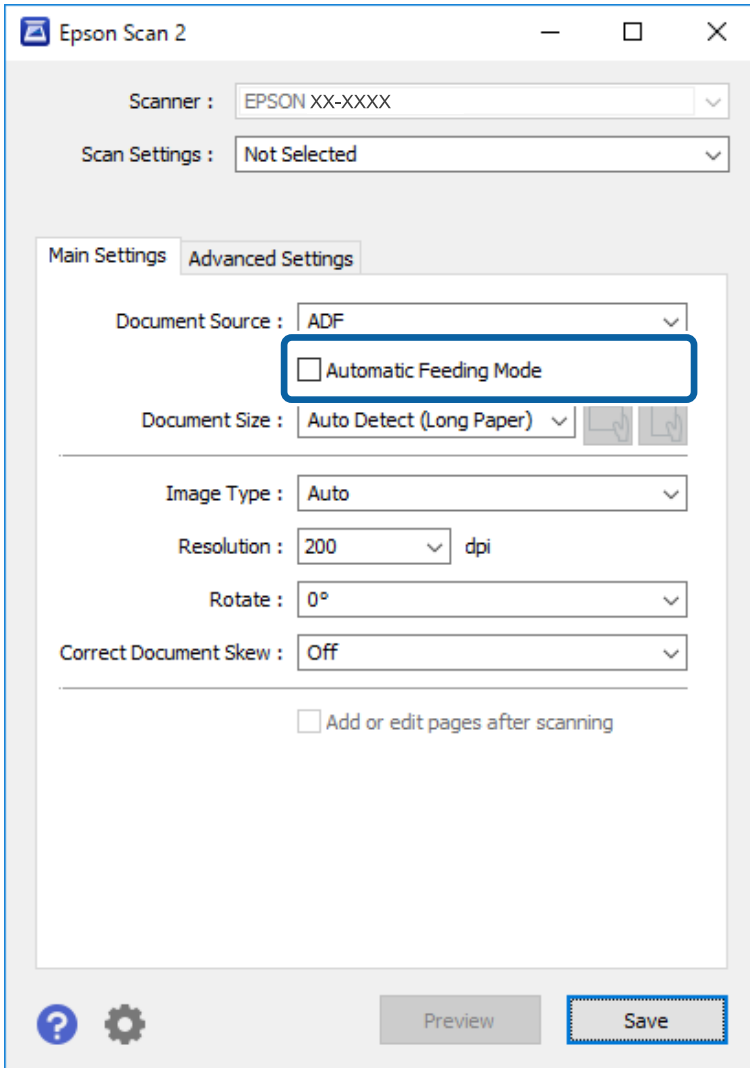 Epson Scan 2
Scanner : EPSON XX-XXXX
Scan Settings : Not Selected
Main Settings Advanced Settings
Document Source : ADF
Automatic Feeding Mode
Document Size : Auto Detect (Long Paper)
Image Type : Auto
Resolution : 200 dpi
Rotate : 0°
Correct Document Skew : Off
Add or edit pages after scanning
? Preview Save